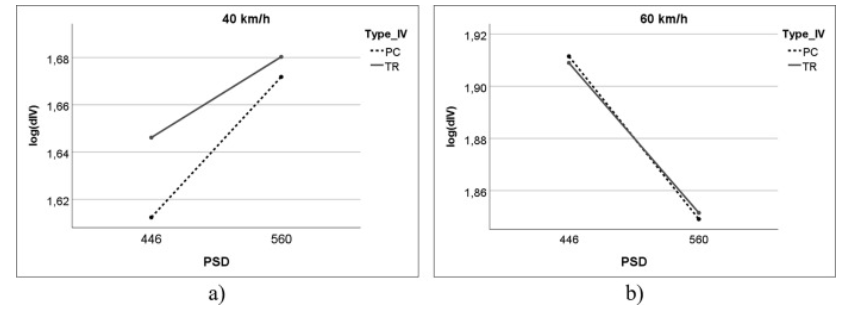 40 km/h
Type_IV
PC
TR
log(dIV)
1,68
1,66
1,64
1,62
446
560
PSD
a)
60 km/h
Type_IV
PC
TR
log(dIV)
1,92
1,90
1,88
1,86
446
560
PSD
b)